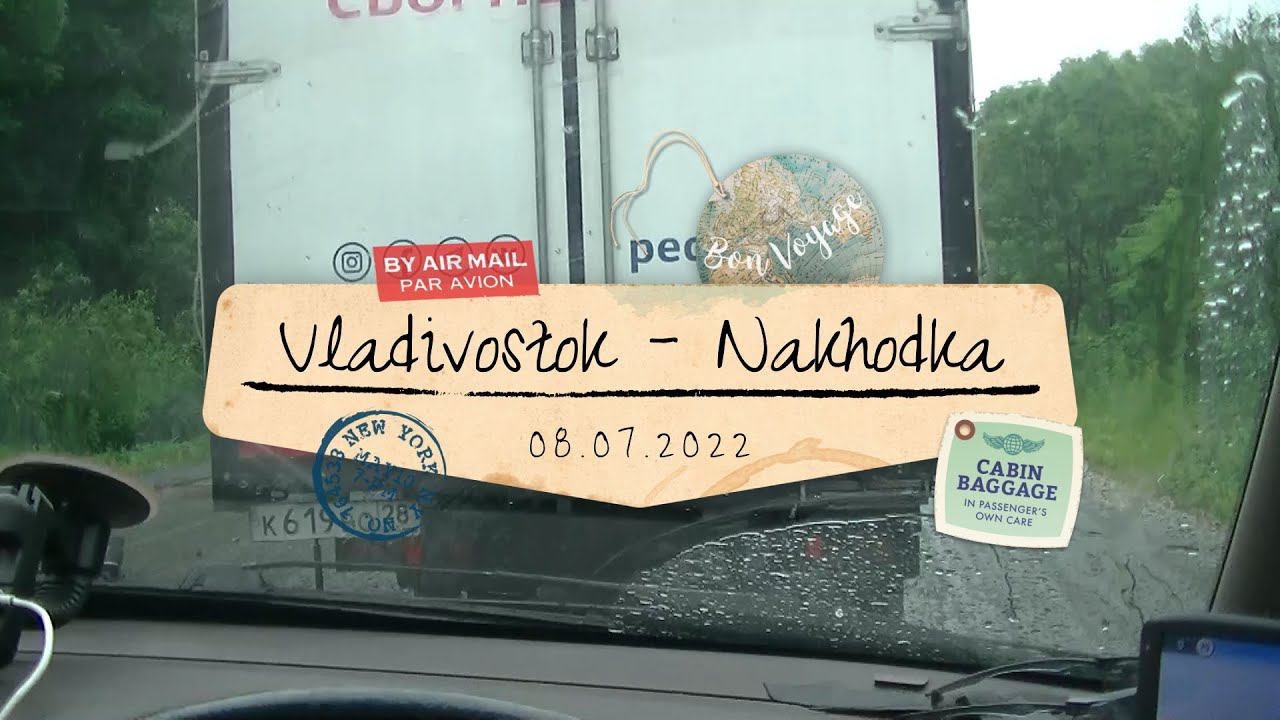 Bon Voyage
BY AIR MAIL
PAR AVION
Vladivostok - Nakhodka
08.07.2022
NEW YORK
CABIN
BAGGAGE
IN PASSENGER'S
OWN CARE
28